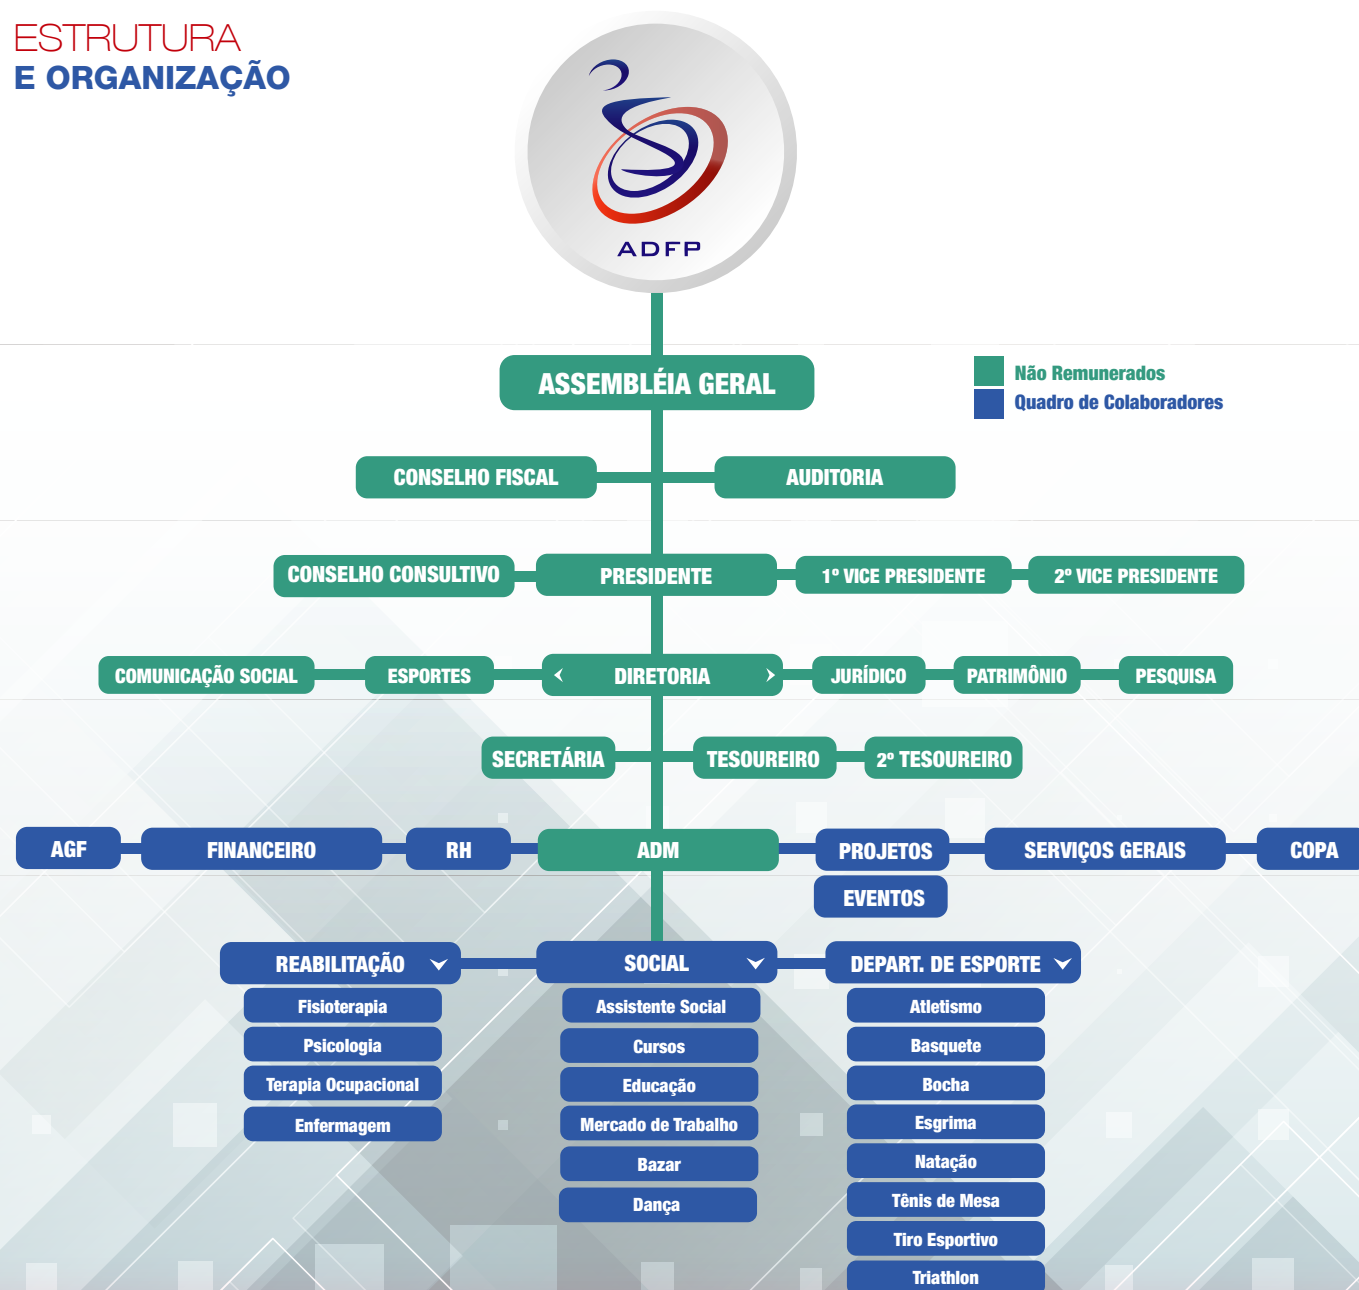 ESTRUTURA
E ORGANIZAÇÃO
ADFP
ASSEMBLÉIA GERAL
Não Remunerados
Quadro de Colaboradores
CONSELHO FISCAL
AUDITORIA
CONSELHO CONSULTIVO
PRESIDENTE
1º VICE PRESIDENTE
2º VICE PRESIDENTE
COMUNICAÇÃO SOCIAL
ESPORTES
DIRETORIA
JURÍDICO
PATRIMÔNIO
PESQUISA
SECRETÁRIA
TESOUREIRO
2º TESOUREIRO
AGF
FINANCEIRO
RH
ADM
PROJETOS
SERVIÇOS GERAIS
COPA
EVENTOS
REABILITAÇÃO
Fisioterapia
Psicologia
Terapia Ocupacional
Enfermagem
SOCIAL
Assistente Social
Cursos
Educação
Mercado de Trabalho
Bazar
Dança
DEPART. DE ESPORTE
Atletismo
Basquete
Bocha
Esgrima
Natação
Tênis de Mesa
Tiro Esportivo
Triathlon